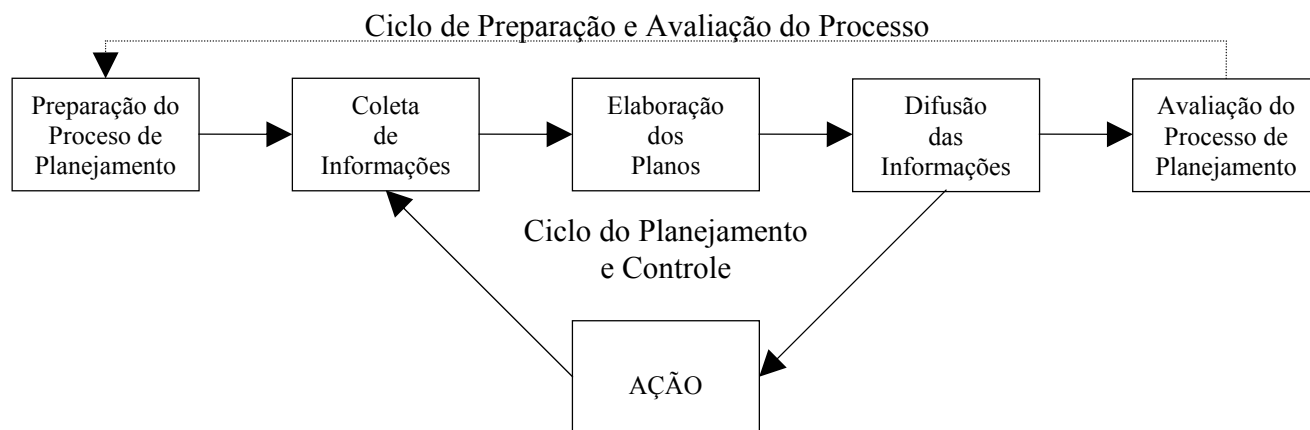 Ciclo de Preparação e Avaliação do Processo
Preparação do
Proceso de
Planejamento
Coleta
de
Informações
Elaboração
dos
Planos
Difusão
das
Informações
Avaliação do
Processo de
Planejamento
Ciclo do Planejamento
e Controle
AÇÃO